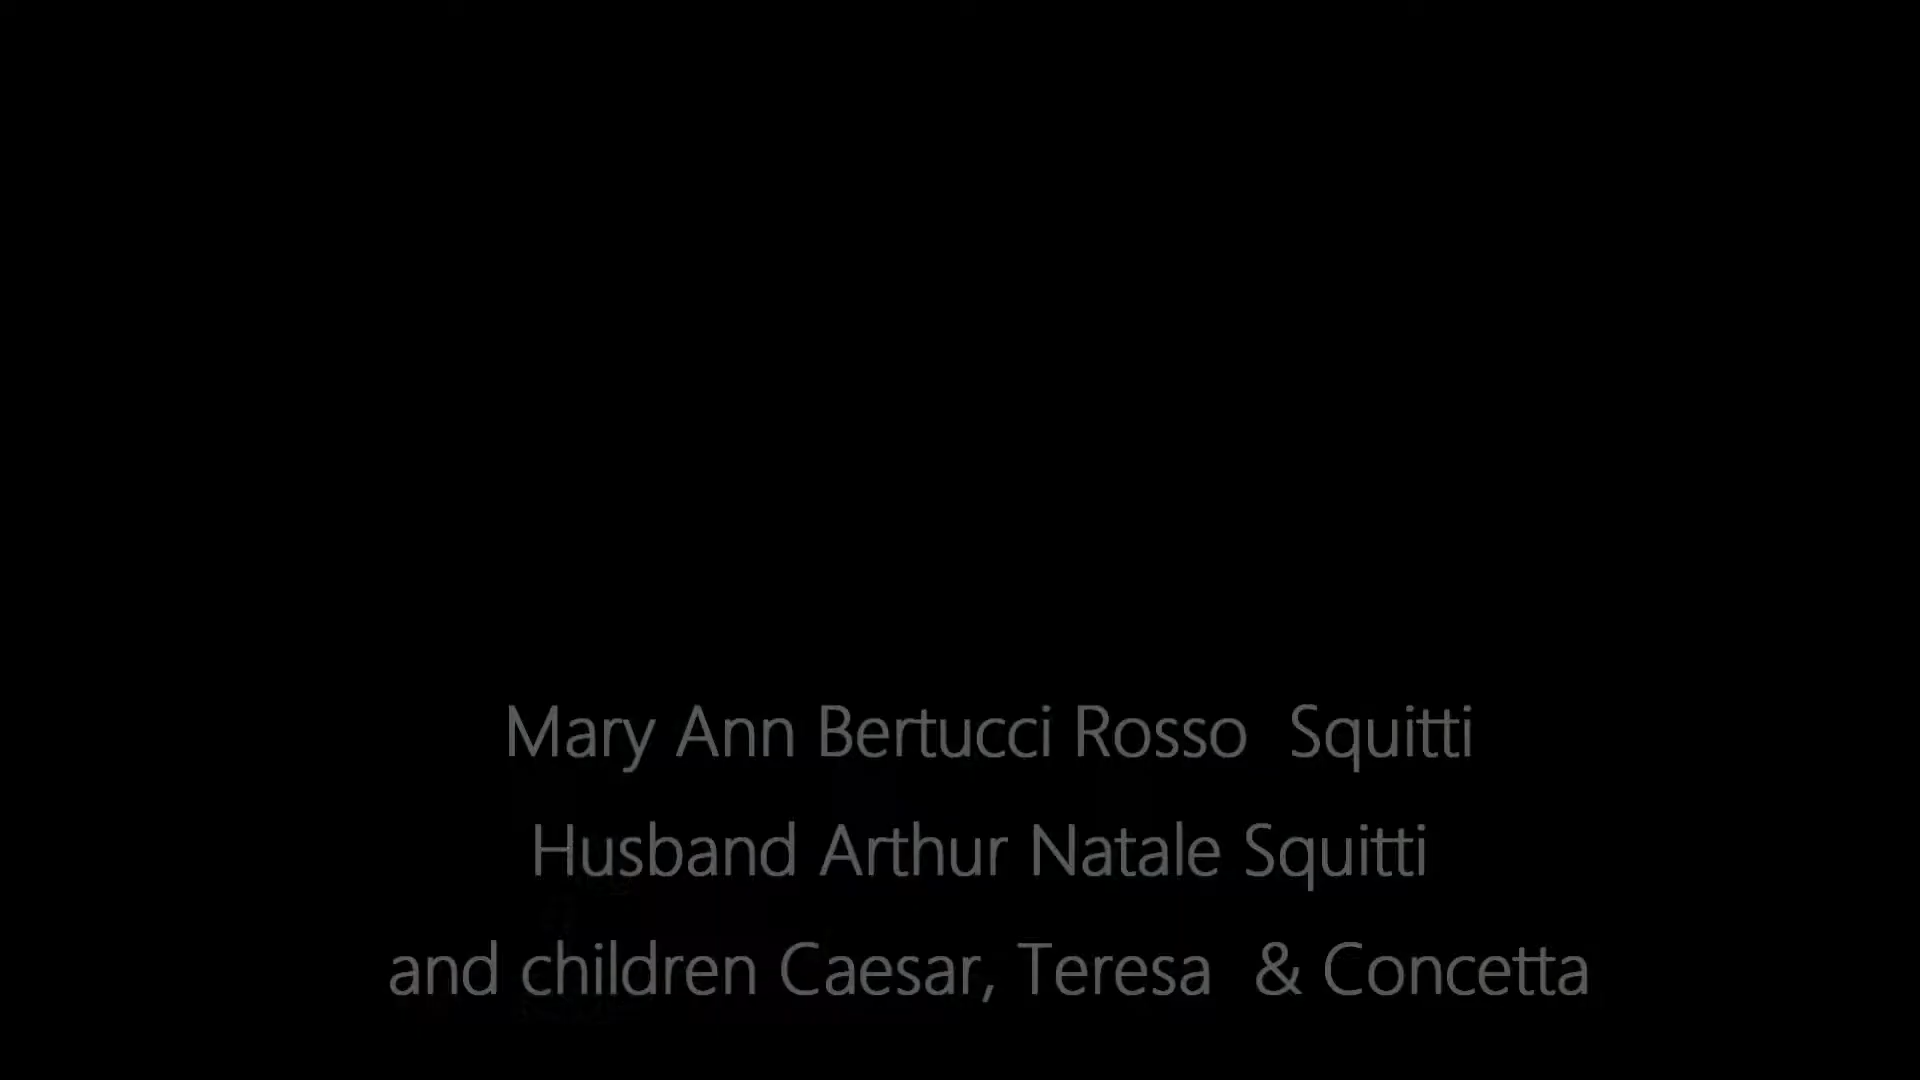 Mary Ann Bertucci Rosso  Squitti
Husband Arthur Natale Squitti
and children Caesar, Teresa  & Concetta